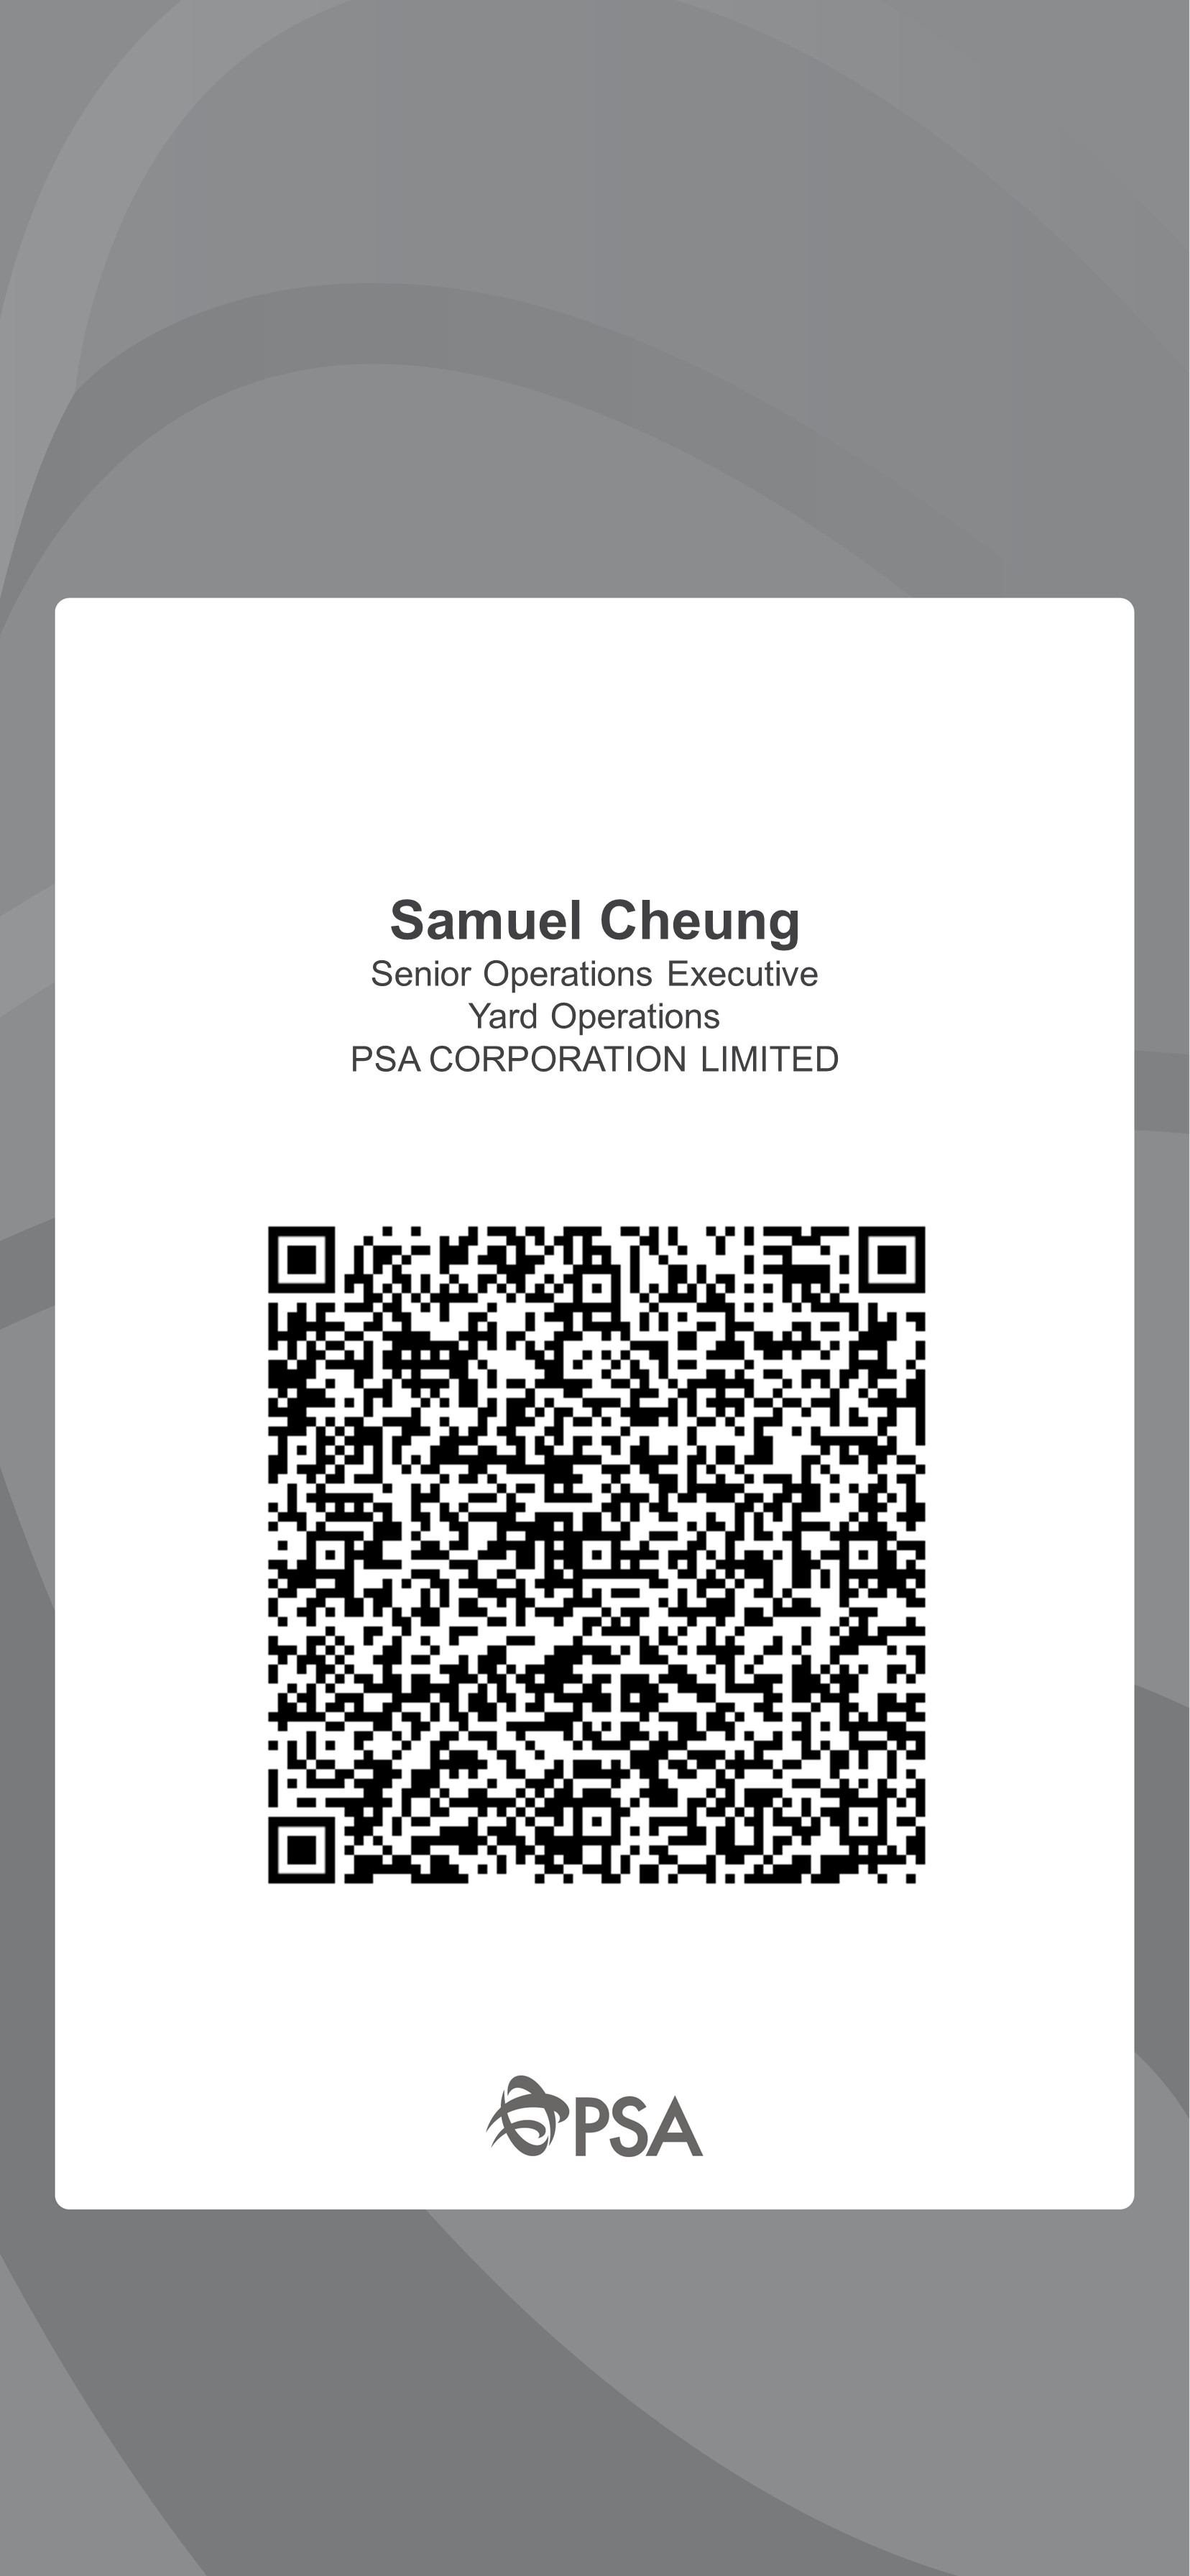 Samuel Cheung
Senior Operations Executive
Yard Operations
PSA CORPORATION LIMITED
PSA